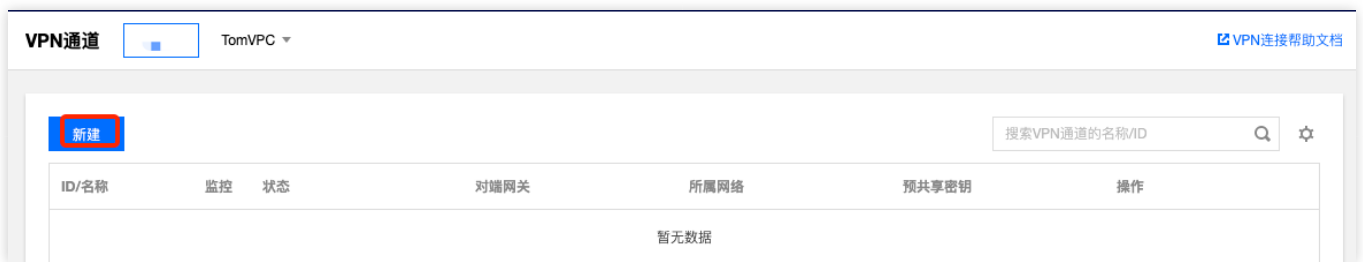 VPN通道 TomVPC VPN连接帮助文档
新建 搜索VPN通道的名称/ID
ID/名称 监控 状态 对端网关 所属网络 预共享密钥 操作
暂无数据